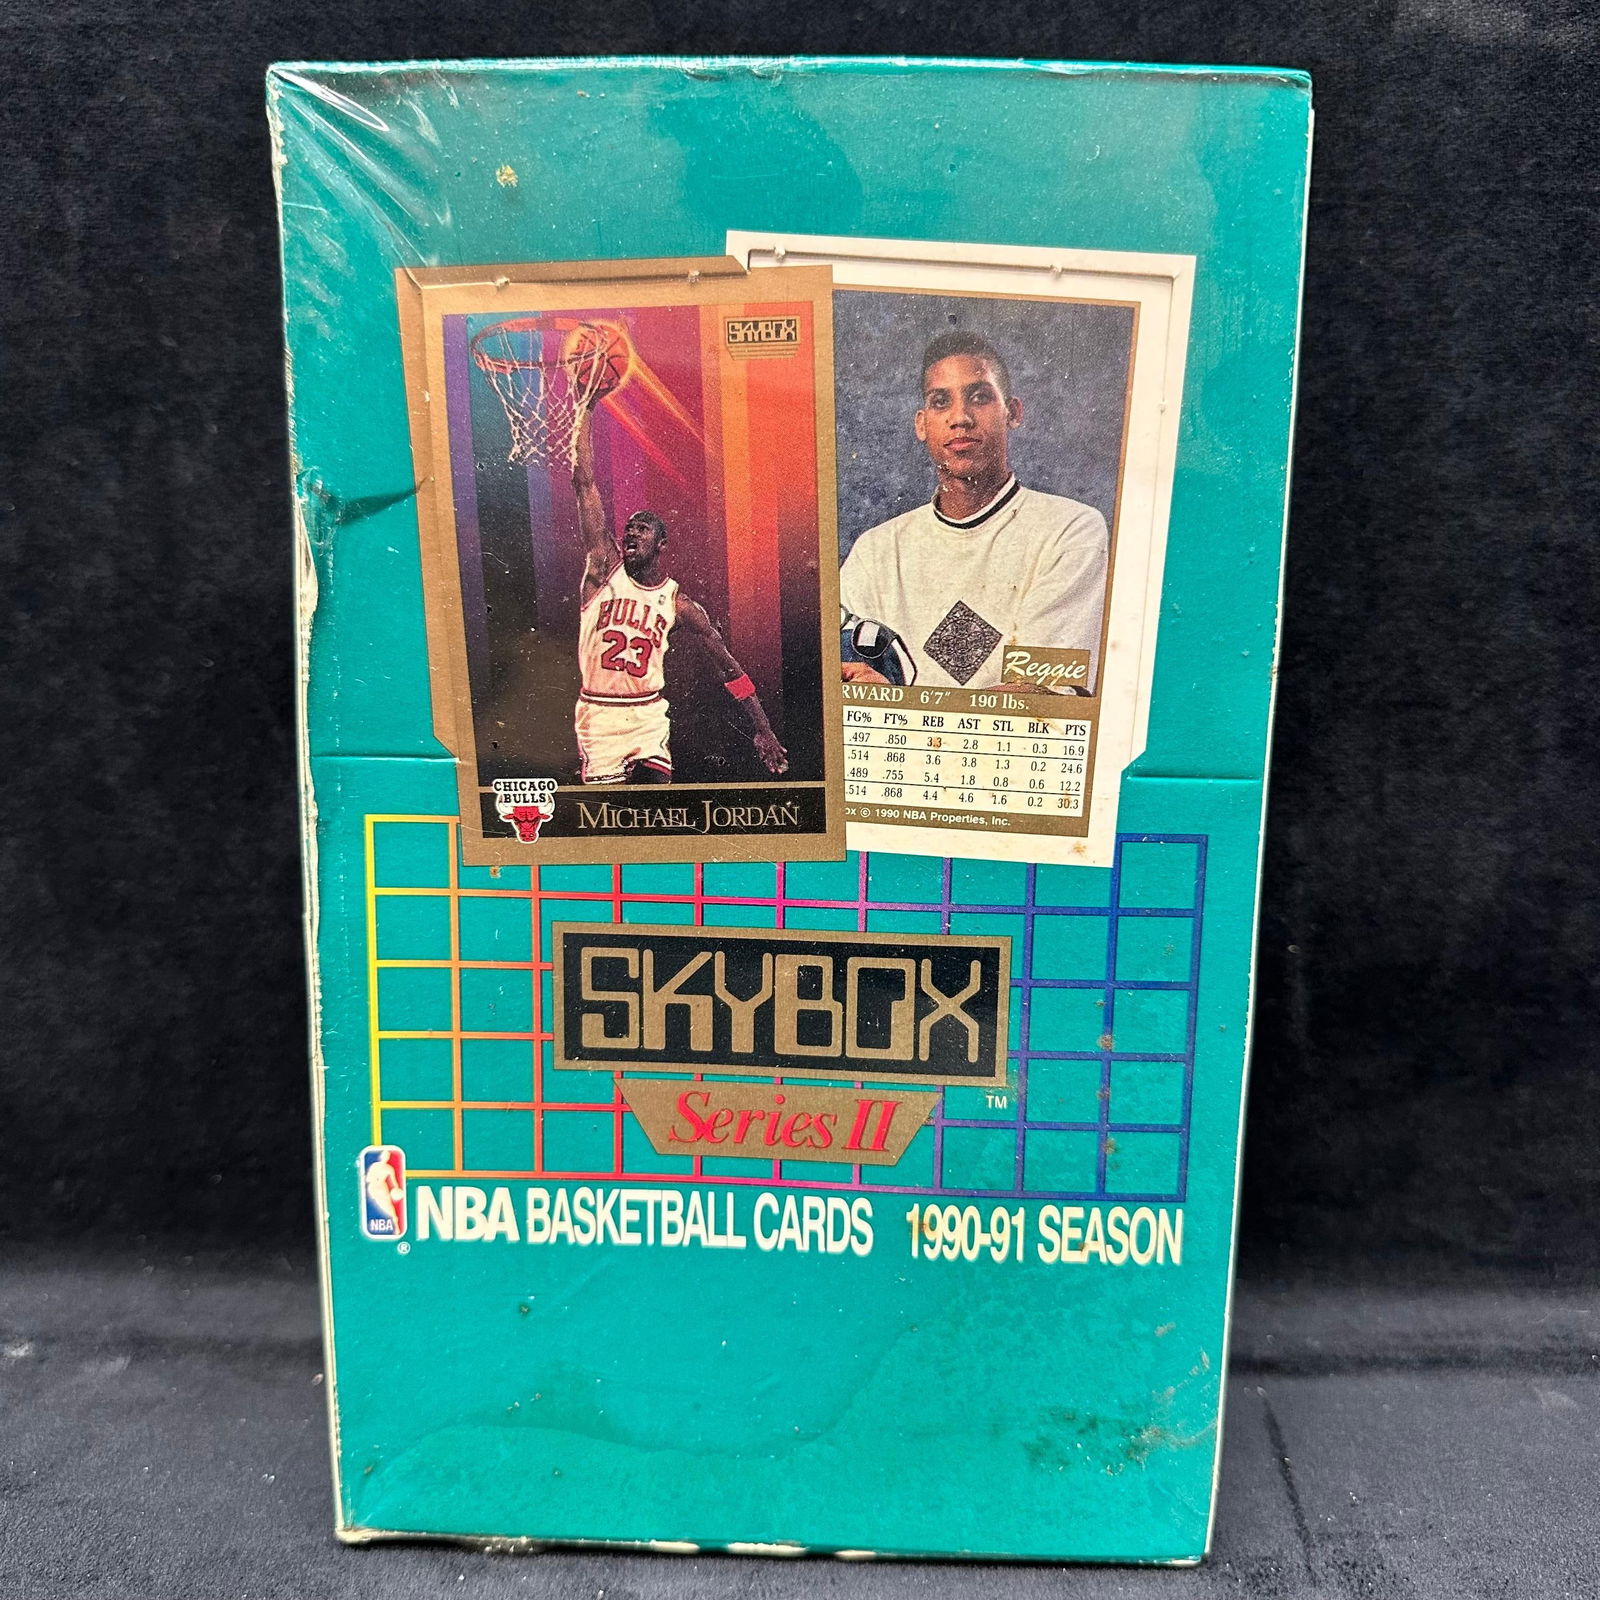 SKYBOX
BULLS
23
CHICAGO
BULLS
MICHAEL JORDAN
Reggie
RWARD 6'7" 190 lbs.
FG% FT% REB AST STL BLK PTS
.497 .850 3.3 2.8 1.1 0.3 16.9
.514 .868 3.6 3.8 1.3 0.2 24.6
.489 .755 5.4 1.8 0.8 0.6 12.2
.514 .868 4.4 4.6 1.6 0.2 30.3
ox © 1990 NBA Properties, Inc.
SKYBOX
TM
Series II
NBA
®
NBA BASKETBALL CARDS 1990-91 SEASON